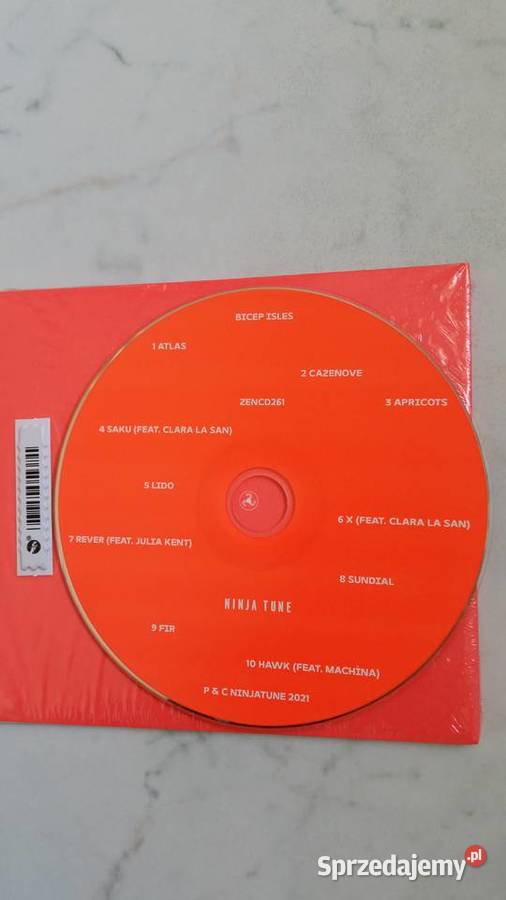 BICEP ISLES
1 ATLAS
2 CAZENOVE
ZENCD261
3 APRICOTS
4 SAKU (FEAT. CLARA LA SAN)
5 LIDO
6 X (FEAT. CLARA LA SAN)
7 REVER (FEAT. JULIA KENT)
8 SUNDIAL
NINJA TUNE
9 FIR
10 HAWK (FEAT. MACHÌNA)
P & C NINJATUNE 2021
Sprzedajemy.pl